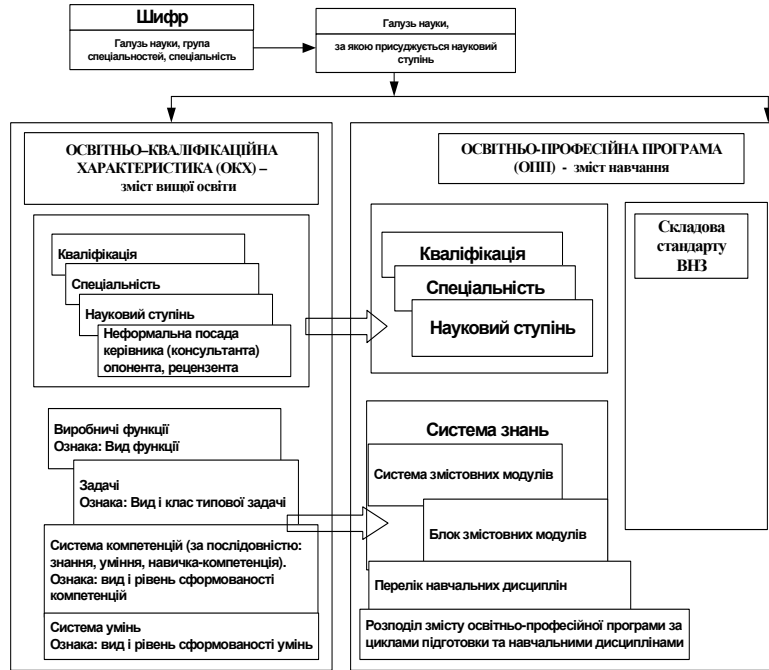 Шифр
Галузь науки, група
спеціальностей, спеціальність
Галузь науки,
за якою присуджується науковий
ступінь
ОСВІТНЬО–КВАЛІФІКАЦІЙНА
ХАРАКТЕРИСТИКА (ОКХ) –
зміст вищої освіти
Кваліфікація
Спеціальність
Науковий ступінь
Неформальна посада
керівника (консультанта)
опонента, рецензента
Виробничі функції
Ознака: Вид функції
Задачі
Ознака: Вид і клас типової задачі
Система компетенцій (за послідовністю:
знання, уміння, навичка-компетенція).
Ознака: вид і рівень сформованості
компетенцій
Система умінь
Ознака: вид і рівень сформованості умінь
ОСВІТНЬО-ПРОФЕСІЙНА ПРОГРАМА
(ОПП) - зміст навчання
Кваліфікація
Спеціальність
Науковий ступінь
Система знань
Система змістовних модулів
Блок змістовних модулів
Перелік навчальних дисциплін
Розподіл змісту освітньо-професійної програми за
циклами підготовки та навчальними дисциплінами
Складова
стандарту
ВНЗ